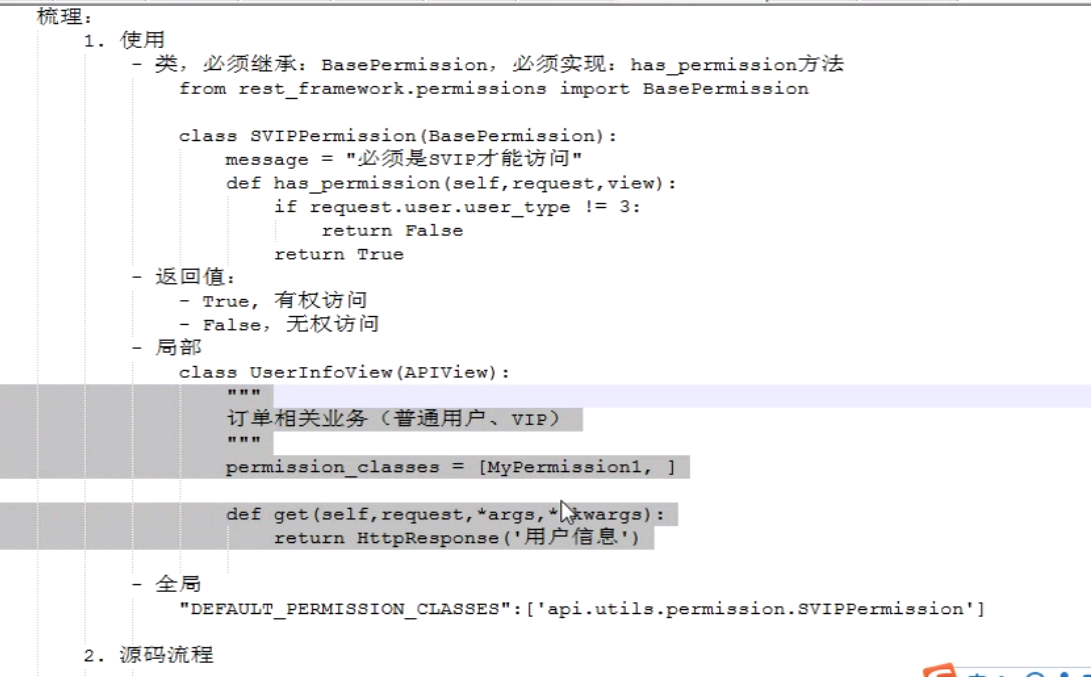 梳理:
1. 使用
- 类，必须继承: BasePermission，必须实现: has_permission方法
from rest_framework.permissions import BasePermission
class SVIPPermission(BasePermission):
message = "必须是SVIP才能访问"
def has_permission(self,request,view):
if request.user.user_type != 3:
return False
return True
- 返回值:
- True, 有权访问
- False，无权访问
- 局部
class UserInfoView(APIView):
"""
订单相关业务（普通用户、VIP）
"""
permission_classes = [MyPermission1, ]
def get(self,request,*args,**kwargs):
return HttpResponse('用户信息')
- 全局
"DEFAULT_PERMISSION_CLASSES":['api.utils.permission.SVIPPermission']
2. 源码流程